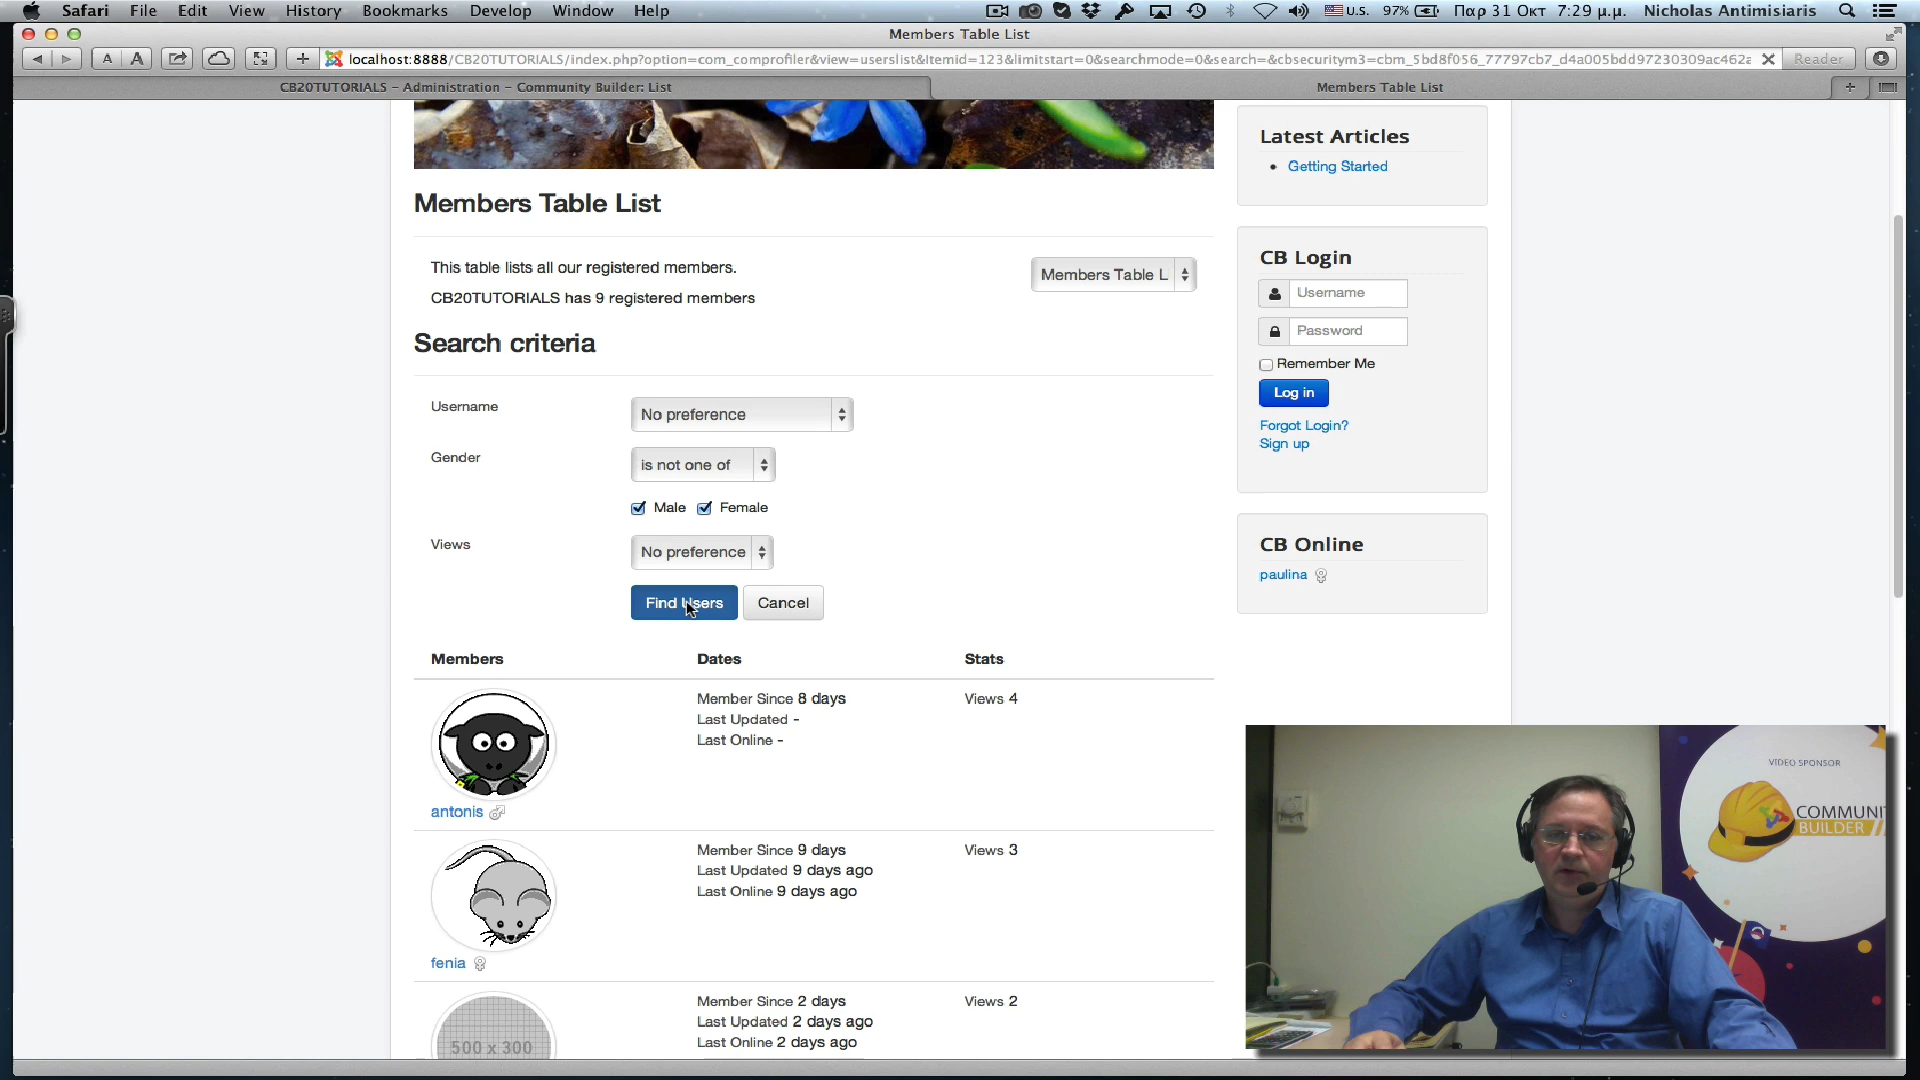 Safari File Edit View History Bookmarks Develop Window Help U.S. 97% Παρ 31 Οκτ 7:29 μ.μ. Nicholas Antimisiaris
Members Table List
A A + localhost:8888/CB20TUTORIALS/index.php?option=com_comprofiler&view=userslist&Itemid=123&limitstart=0&searchmode=0&search=&cbsecuritym3=cbm_5bd8f056_77797cb7_d4a005bdd97230309ac462a Reader
CB20TUTORIALS – Administration – Community Builder: List Members Table List +
Latest Articles
Getting Started
Members Table List
This table lists all our registered members.
CB20TUTORIALS has 9 registered members
Members Table L
CB Login
Username
Password
Remember Me
Log in
Forgot Login?
Sign up
Search criteria
Username No preference
Gender is not one of
Male Female
Views No preference
Find Users Cancel
CB Online
paulina
Members Dates Stats
Member Since 8 days Views 4
Last Updated -
Last Online -
antonis
Member Since 9 days Views 3
Last Updated 9 days ago
Last Online 9 days ago
fenia
Member Since 2 days Views 2
Last Updated 2 days ago
Last Online 2 days ago
500 x 300
VIDEO SPONSOR
COMMUNIT
BUILDER